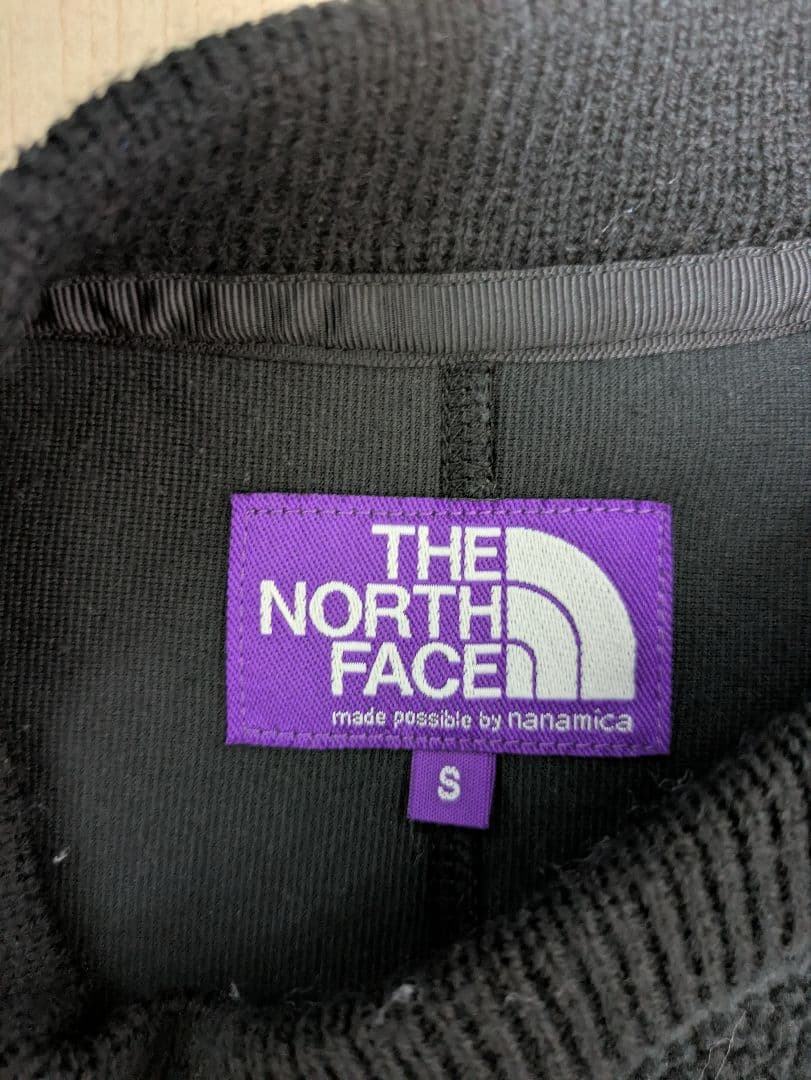 THE
NORTH
FACE
made possible by nanamica
S